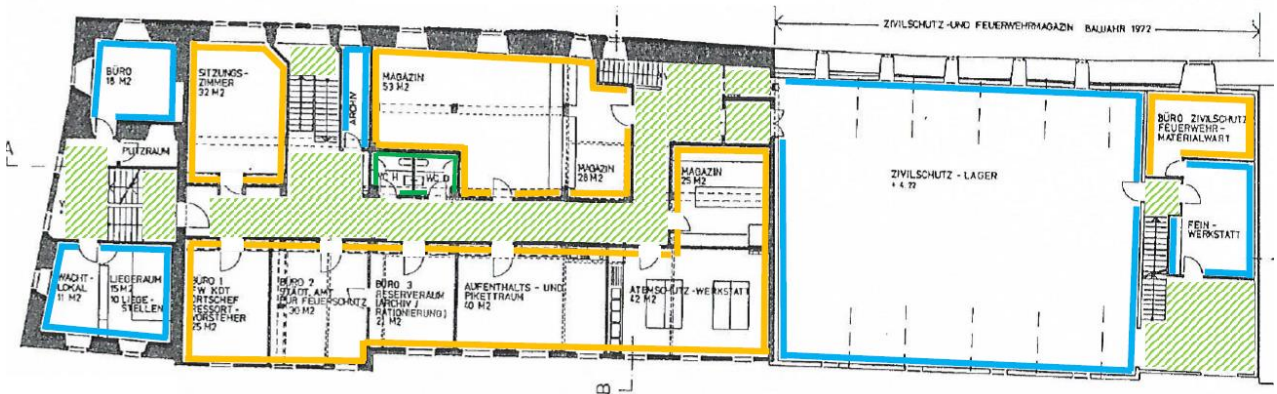 ZIVILSCHUTZ - UND FEUERWEHRMAGAZIN BAUJAHR 1972
BÜRO
18 M2
SITZUNGS-
ZIMMER
32 M2
ARCHIV
MAGAZIN
53 M2
MAGAZIN
28 M2
MAGAZIN
25 M2
BÜRO ZIVILSCHUTZ
FEUERWEHR-
MATERIALWART
A
PUTZRAUM
WC H
WC D
ZIVILSCHUTZ - LAGER
FEIN-
WERKSTATT
WACHT-
LOKAL
11 M2
LIEGERAUM
15 M2
10 LIEGE-
STELLEN
BÜRO 1
FW KDT
ORTSCHEF
RESSORT-
VORSTEHER
25 M2
BÜRO 2
STÄDT. AMT
FÜR FEUERSCHUTZ
30 M2
BÜRO 3
RESERVERAUM
(ARCHIV /
RATIONIERUNG)
AUFENTHALTS - UND
PIKETTRAUM
40 M2
ATEMSCHUTZ - WERKSTATT
42 M2
B